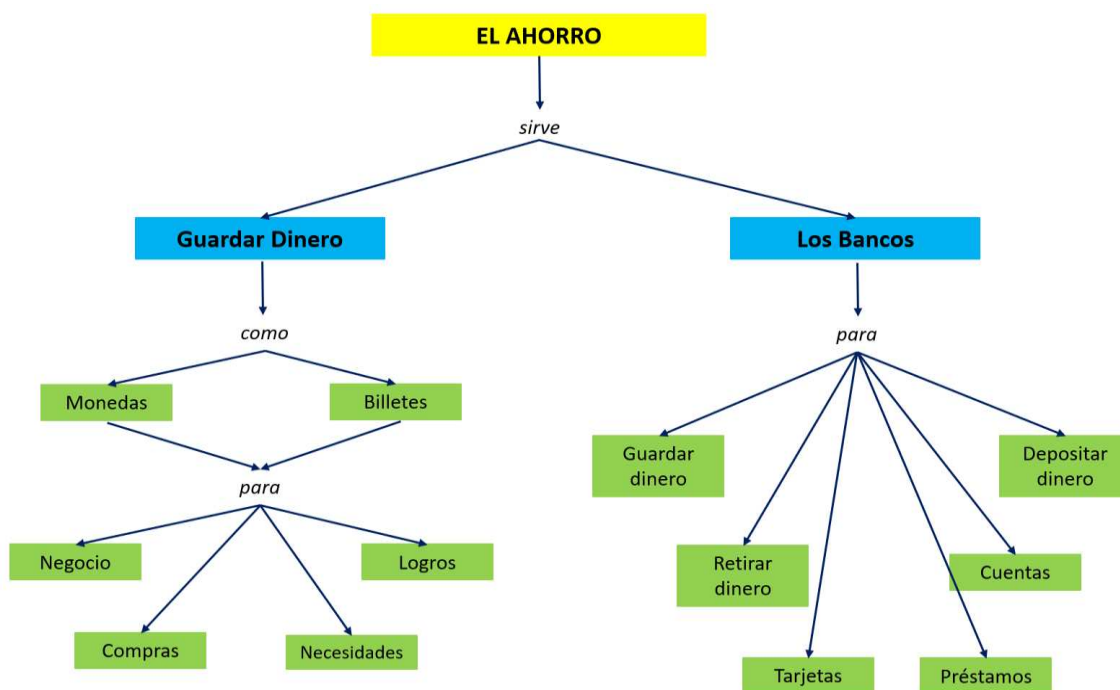 EL AHORRO
sirve
Guardar Dinero
Los Bancos
como
para
Monedas
Billetes
Guardar
dinero
Depositar
dinero
para
Negocio
Logros
Retirar
dinero
Cuentas
Compras
Necesidades
Tarjetas
Préstamos